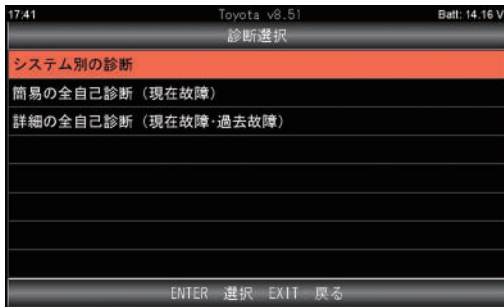 17:41 Toyota v8.51 Batt: 14.16 V
診断選択
システム別の診断
簡易の全自己診断（現在故障）
詳細の全自己診断（現在故障･過去故障）
ENTER 選択 EXIT 戻る